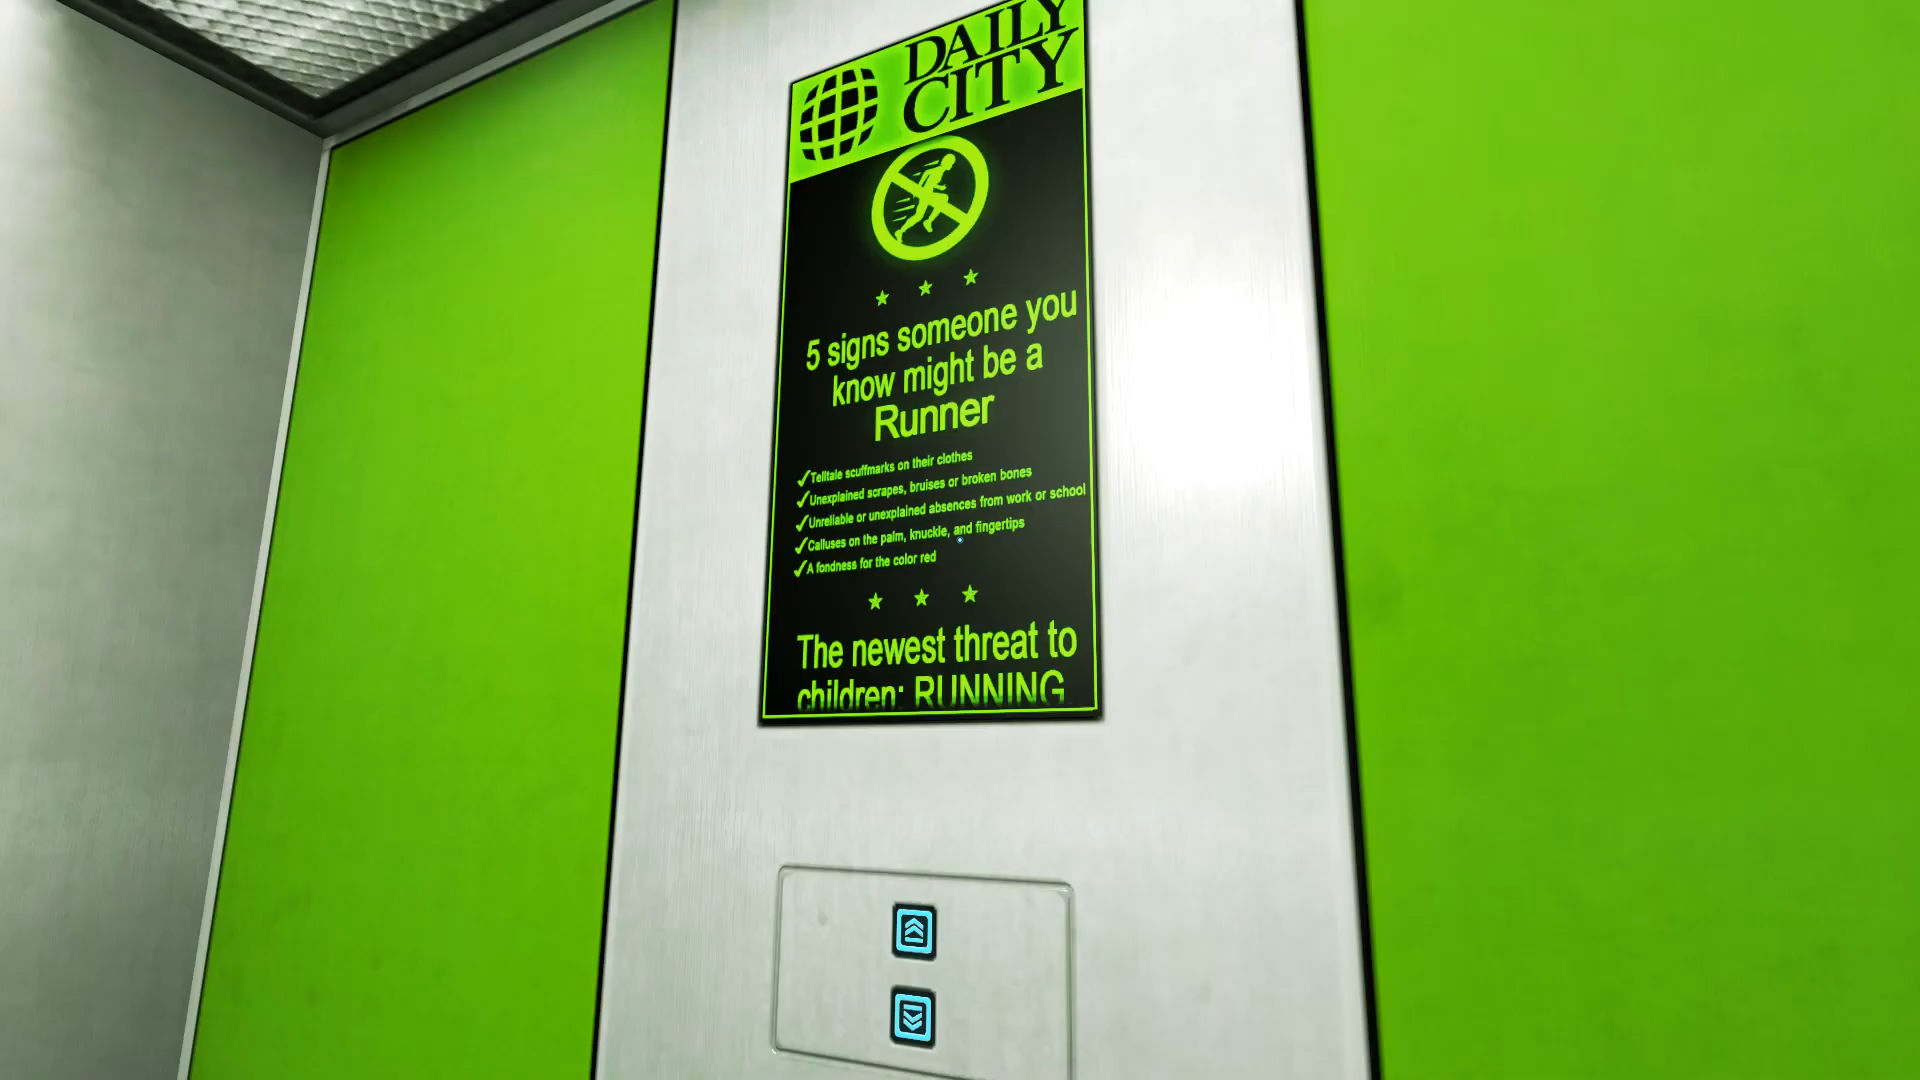 DAILY
CITY
5 signs someone you
know might be a
Runner
✓Telltale scuffmarks on their clothes
✓Unexplained scrapes, bruises or broken bones
✓Unreliable or unexplained absences from work or school
✓Calluses on the palm, knuckle, and fingertips
✓A fondness for the color red
The newest threat to
children: RUNNING